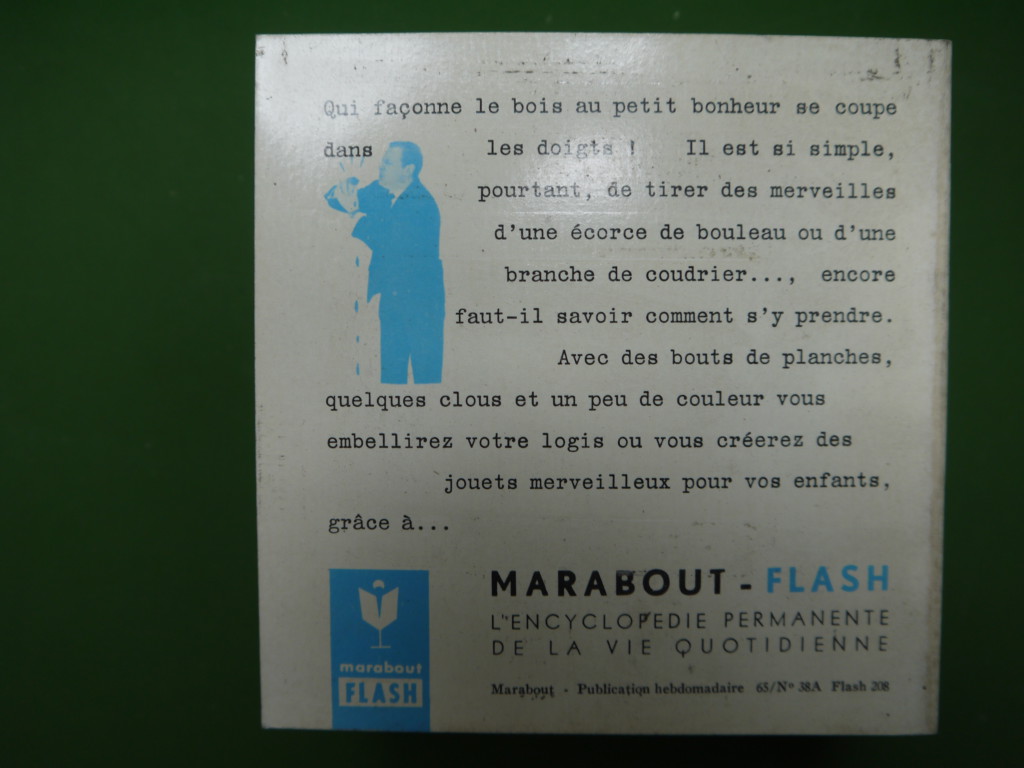 Qui façonne le bois au petit bonheur se coupe
dans les doigts ! Il est si simple,
pourtant, de tirer des merveilles
d'une écorce de bouleau ou d'une
branche de coudrier..., encore
faut-il savoir comment s'y prendre.
Avec des bouts de planches,
quelques clous et un peu de couleur vous
embellirez votre logis ou vous créerez des
jouets merveilleux pour vos enfants,
grâce à...
MARABOUT - FLASH
L'ENCYCLOPEDIE PERMANENTE
DE LA VIE QUOTIDIENNE
Marabout - Publication hebdomadaire 65/N° 38A Flash 208
marabout
FLASH